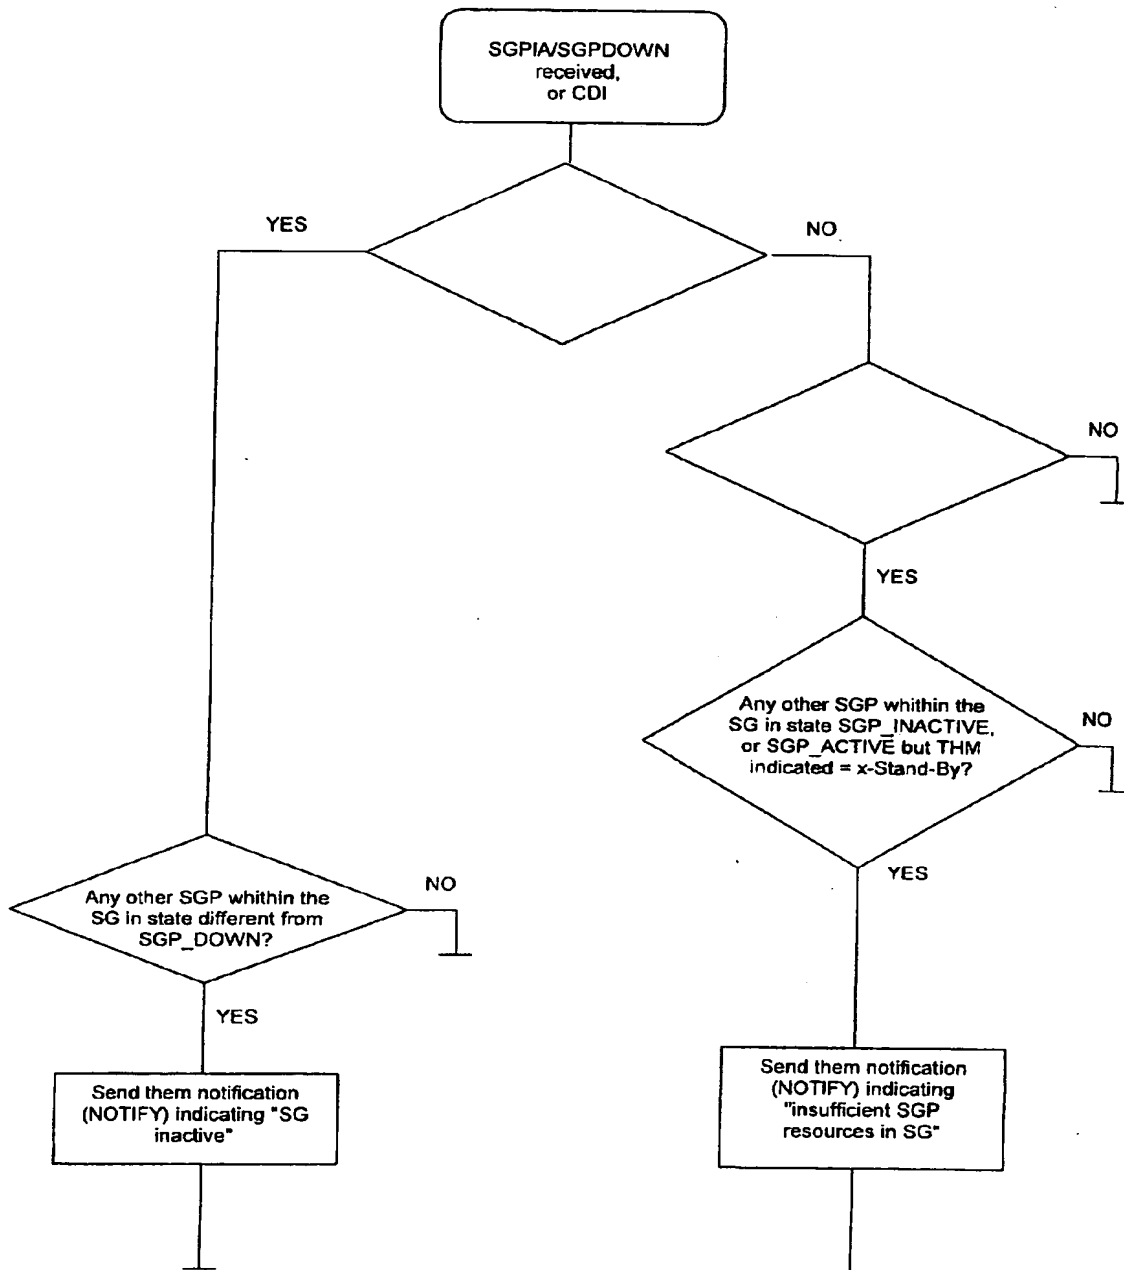 SGPIA/SGPDOWN
received,
or CDI
YES
NO
NO
YES
Any other SGP whithin the
SG in state SGP_INACTIVE,
or SGP_ACTIVE but THM
indicated = x-Stand-By?
NO
YES
Any other SGP whithin the
SG in state different from
SGP_DOWN?
NO
YES
Send them notification
(NOTIFY) indicating "SG
inactive"
Send them notification
(NOTIFY) indicating
"insufficient SGP
resources in SG"